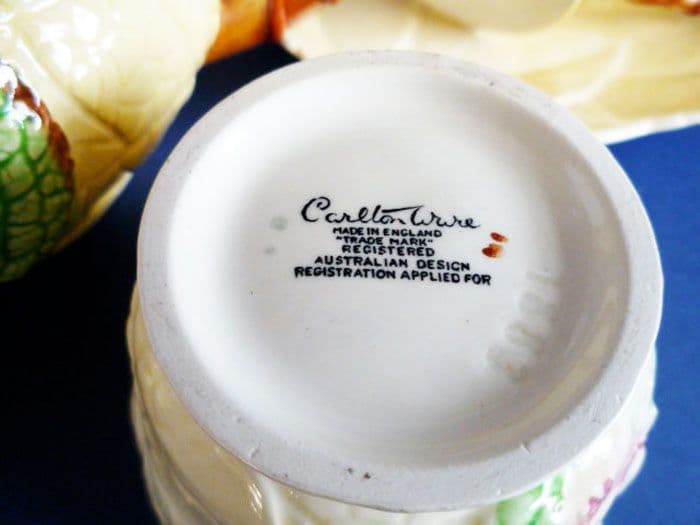 Carlton Ware
MADE IN ENGLAND
"TRADE MARK"
REGISTERED
AUSTRALIAN DESIGN
REGISTRATION APPLIED FOR